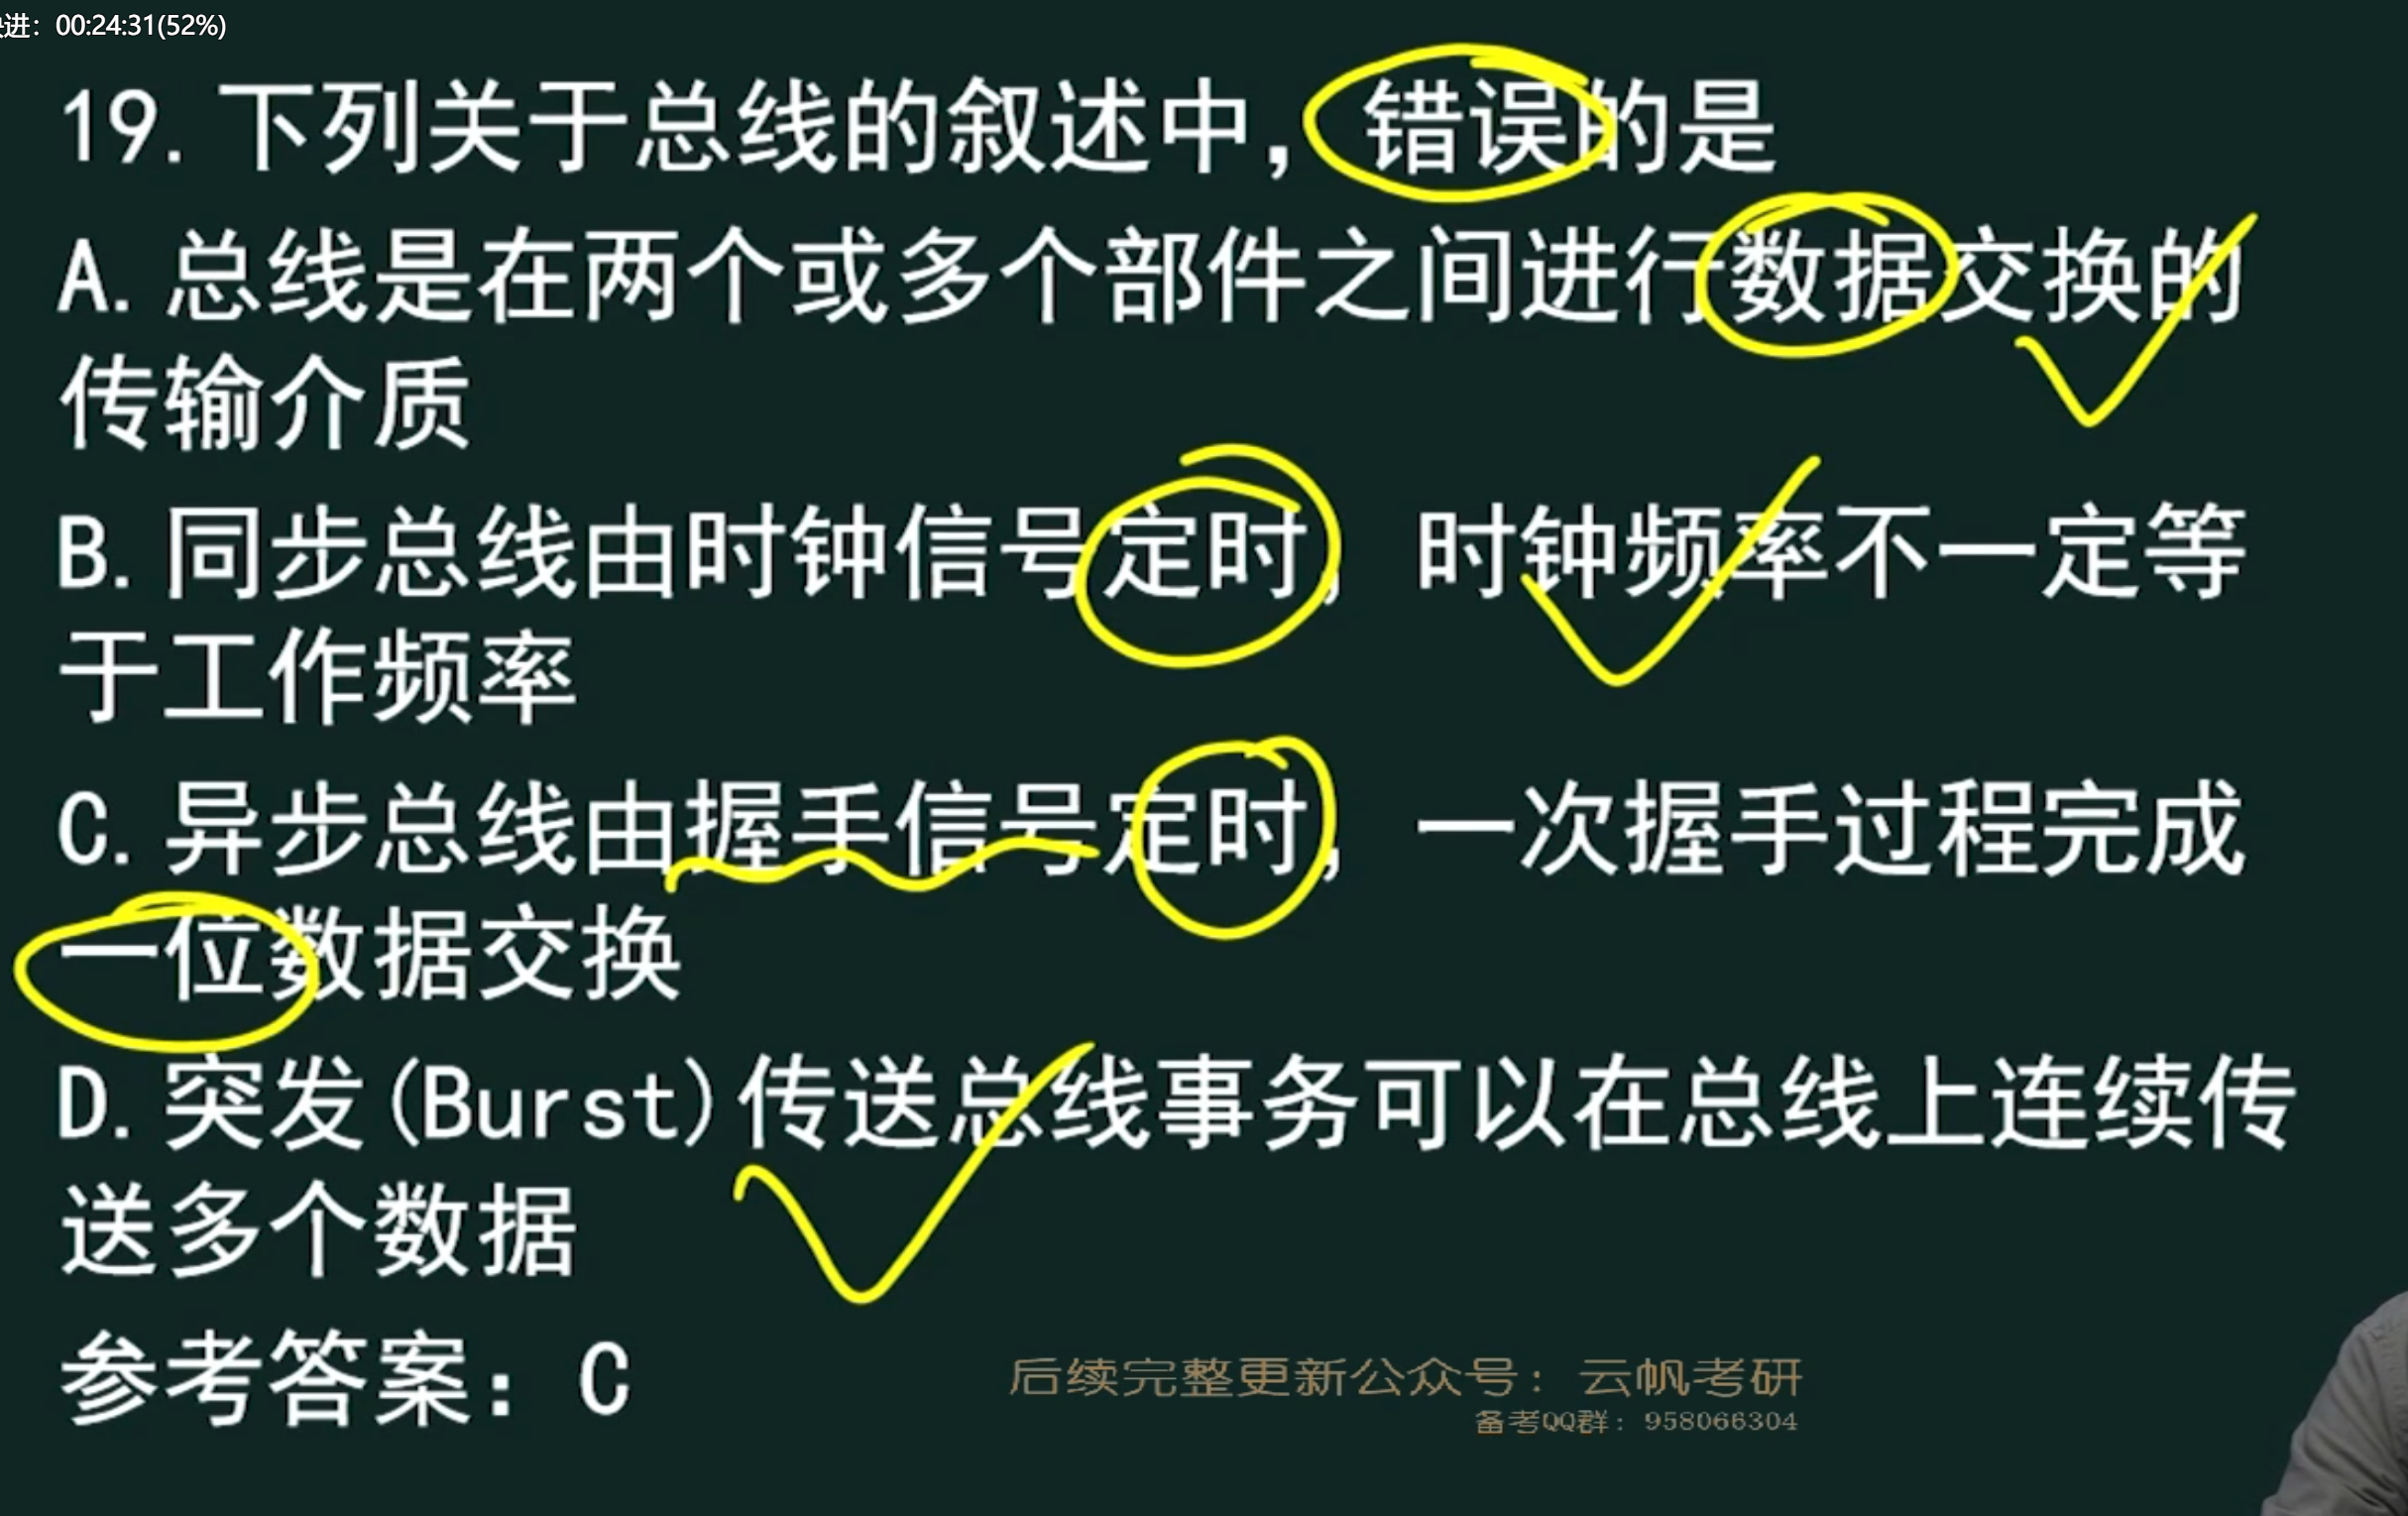 进：00:24:31(52%)
19.下列关于总线的叙述中，错误的是
A.总线是在两个或多个部件之间进行数据交换的
传输介质
B.同步总线由时钟信号定时，时钟频率不一定等
于工作频率
C.异步总线由握手信号定时，一次握手过程完成
一位数据交换
D.突发(Burst)传送总线事务可以在总线上连续传
送多个数据
参考答案：C
后续完整更新公众号：云帆考研
备考QQ群：958066304